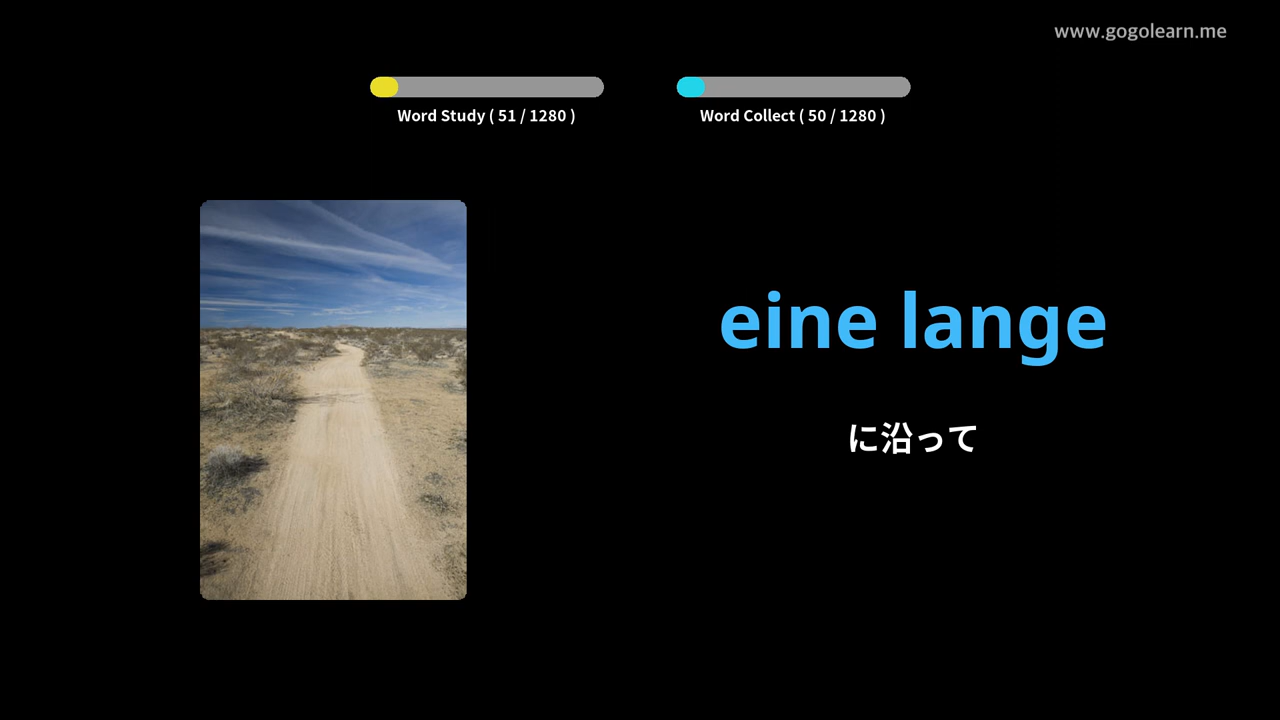 www.gogolearn.me
Word Study ( 51 / 1280 )
Word Collect ( 50 / 1280 )
eine lange
に沿って